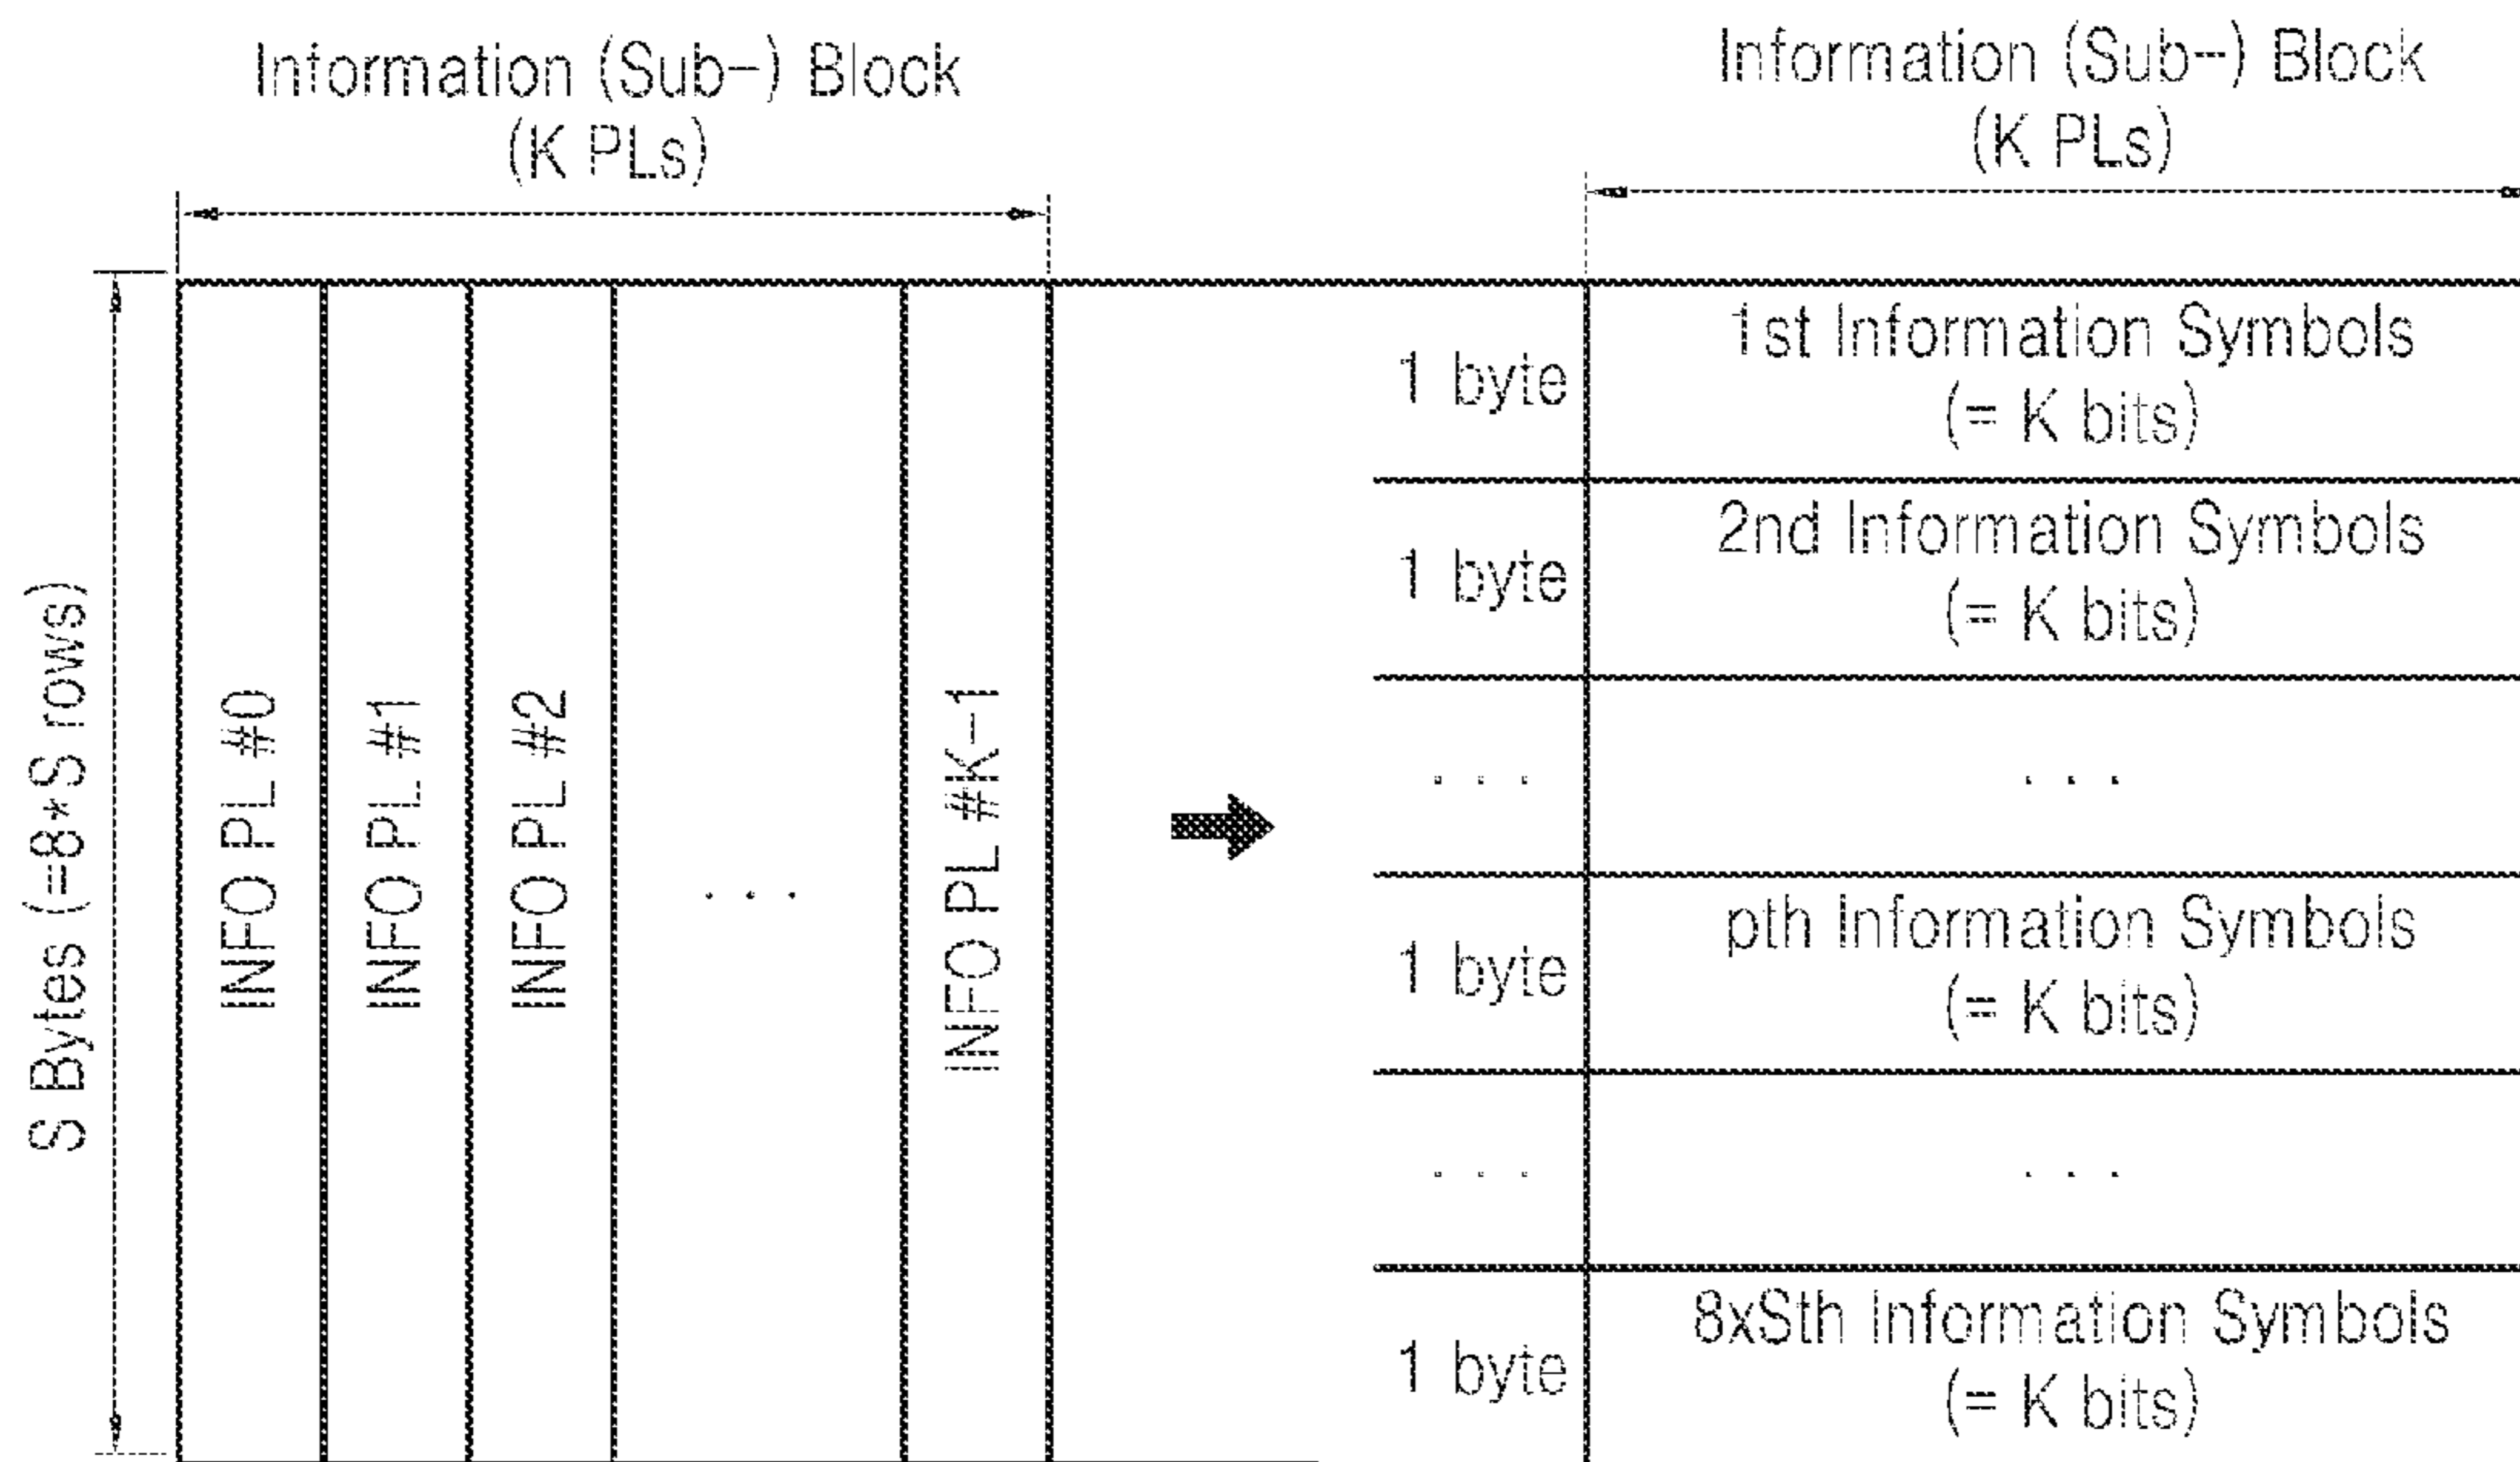 Information (Sub-) Block
(K PLs)
S Bytes (=8*S rows)
INFO PL #0
INFO PL #1
INFO PL #2
. . .
INFO PL #K-1
Information (Sub-) Block
(K PLs)
1 byte
1st Information Symbols
(= K bits)
1 byte
2nd Information Symbols
(= K bits)
. . .
. . .
1 byte
pth Information Symbols
(= K bits)
. . .
. . .
1 byte
8xSth Information Symbols
(= K bits)